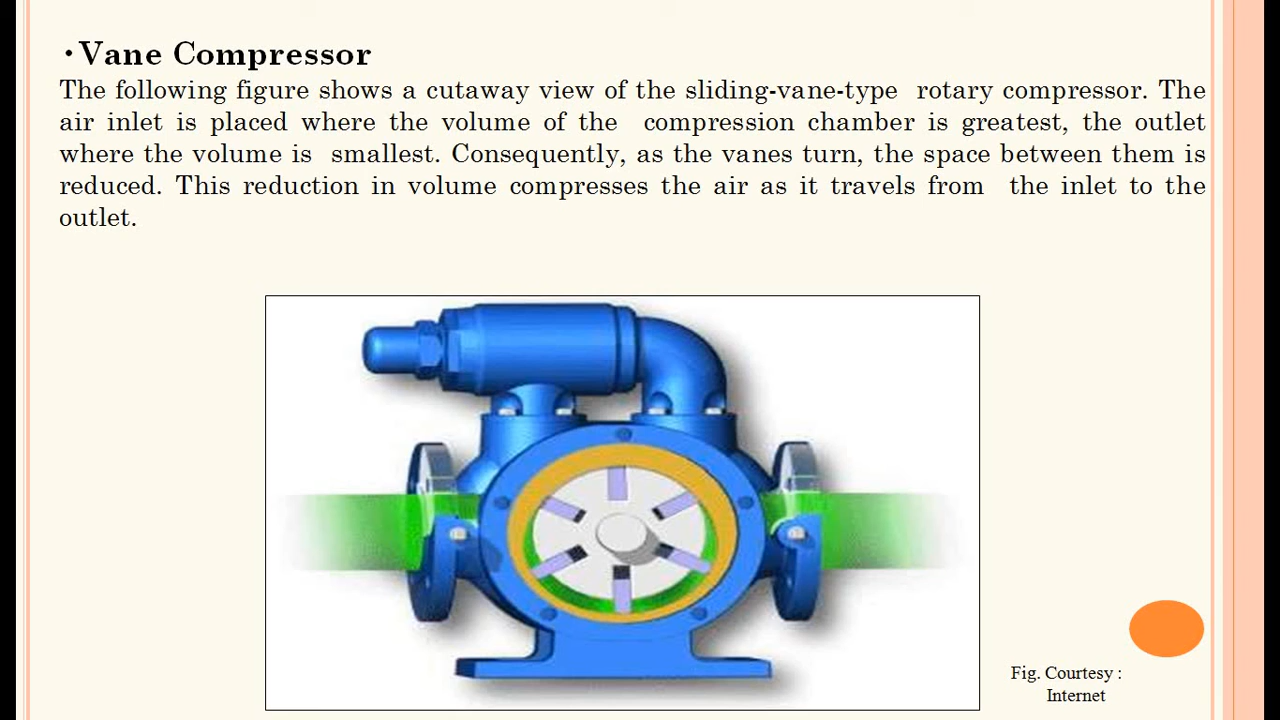 •Vane Compressor
The following figure shows a cutaway view of the sliding-vane-type rotary compressor. The
air inlet is placed where the volume of the compression chamber is greatest, the outlet
where the volume is smallest. Consequently, as the vanes turn, the space between them is
reduced. This reduction in volume compresses the air as it travels from the inlet to the
outlet.
Fig. Courtesy :
Internet